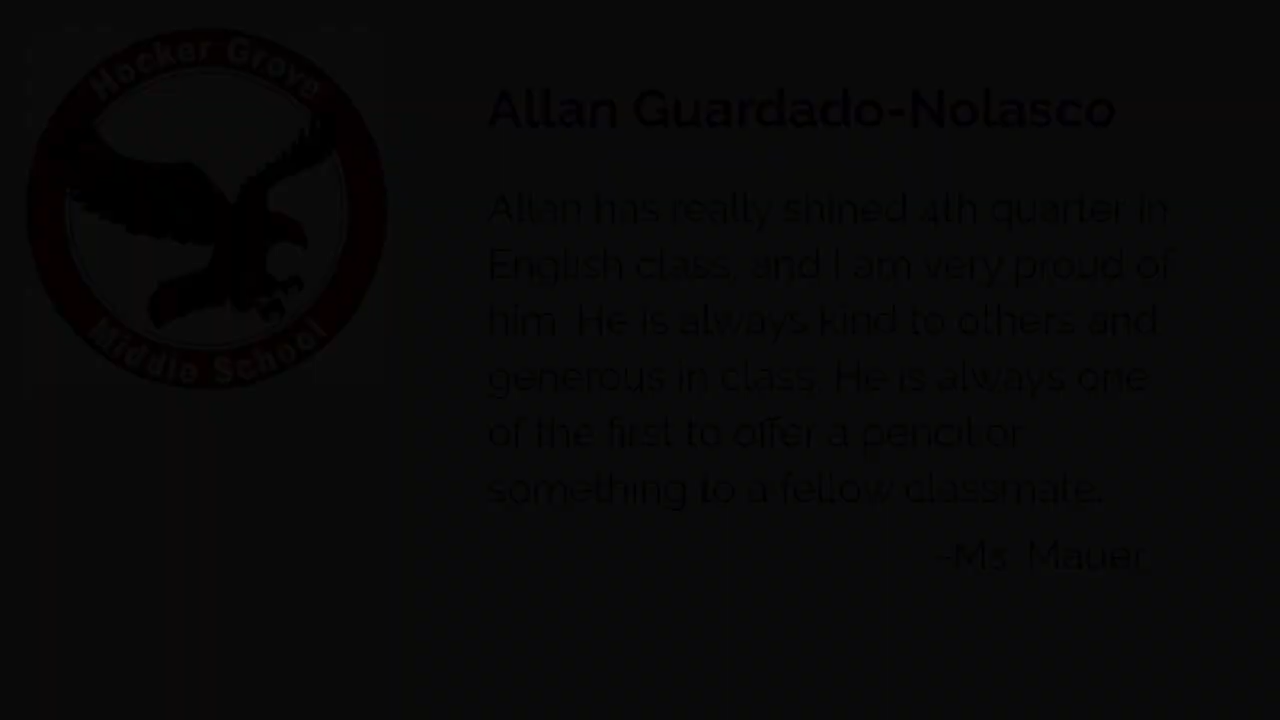 Hocker Grove
Middle School
Allan Guardado-Nolasco
Allan has really shined 4th quarter in
English class, and I am very proud of
him. He is always kind to others and
generous in class. He is always one
of the first to offer a pencil or
something to a fellow classmate.
-Ms. Mauer